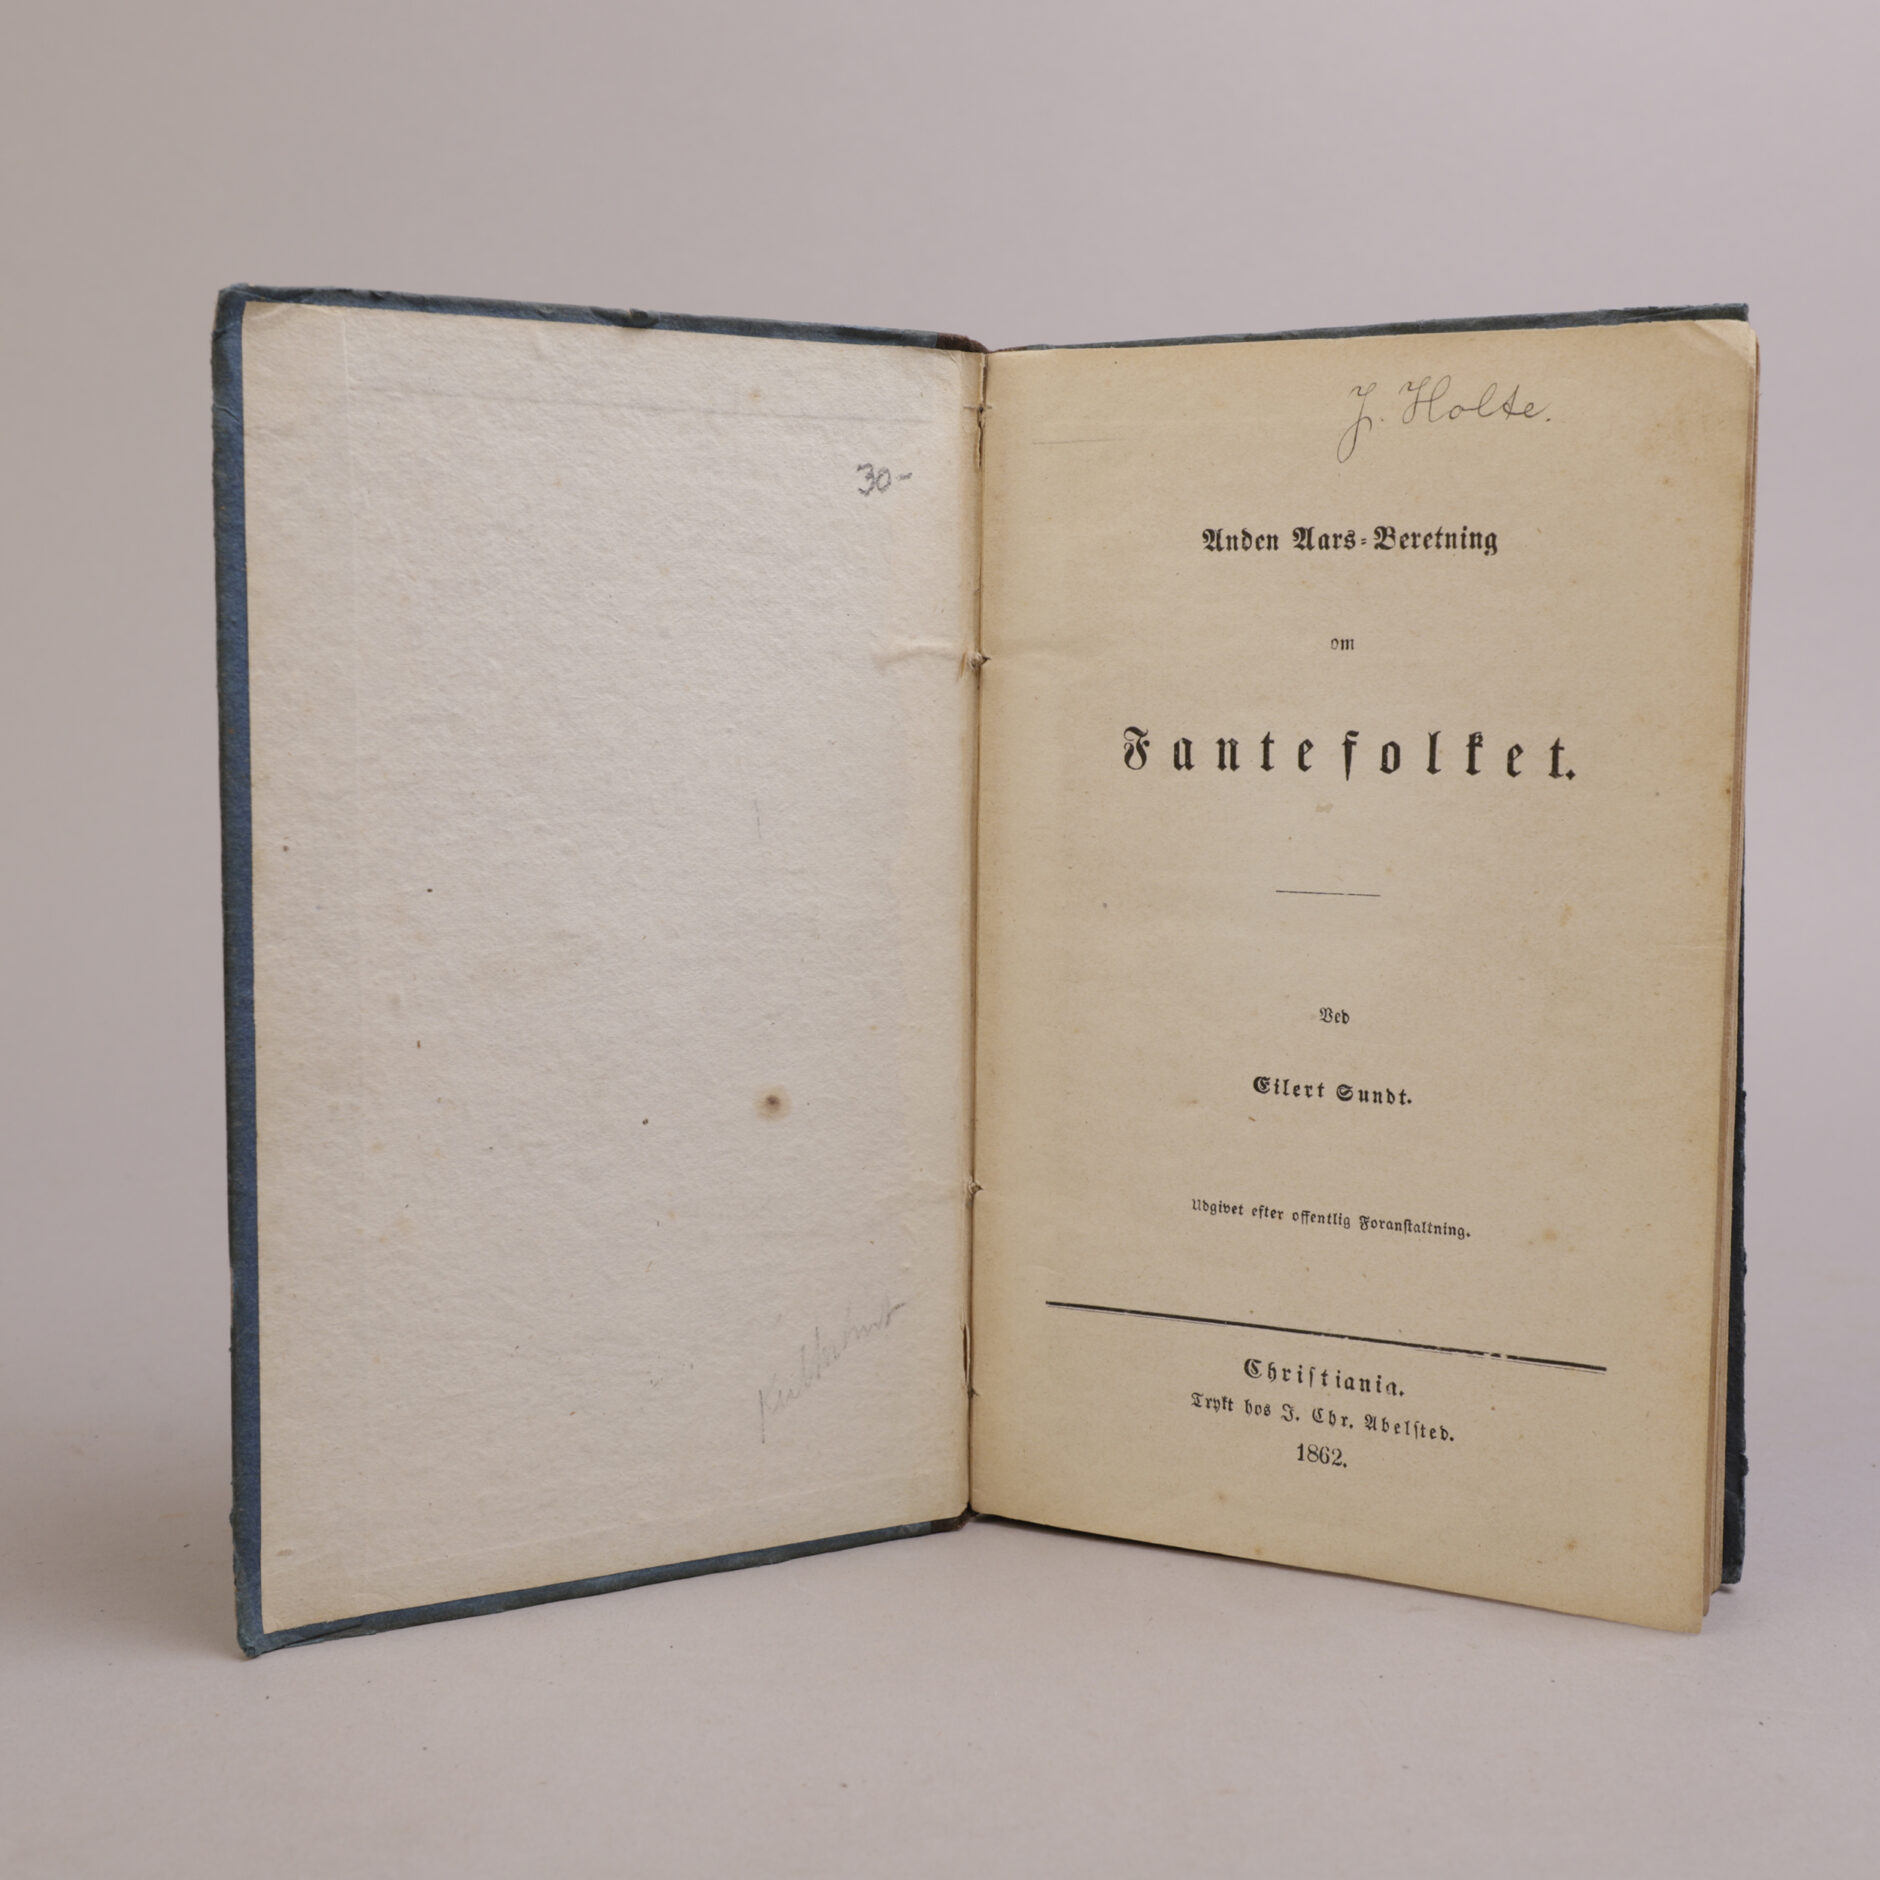 30-
J. Holte.
Anden Aars-Beretning
om
Fantefolket.
Ved
Eilert Sundt.
Udgivet efter offentlig Foranstaltning.
Christiania.
Trykt hos J. Chr. Abelsted.
1862.